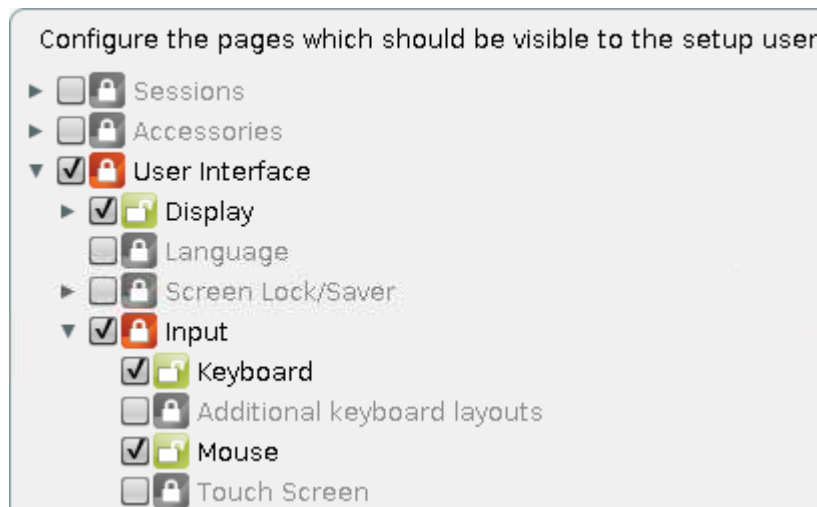 Configure the pages which should be visible to the setup user
Sessions
Accessories
User Interface
Display
Language
Screen Lock/Saver
Input
Keyboard
Additional keyboard layouts
Mouse
Touch Screen